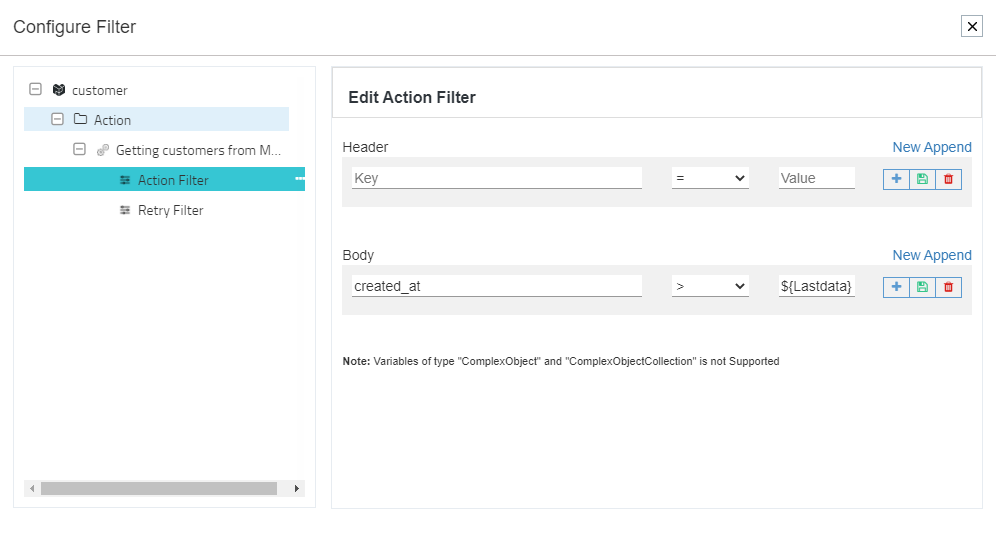 Configure Filter
customer
Action
Getting customers from M...
Action Filter
Retry Filter
Edit Action Filter
Header
New Append
Key
=
Value
Body
New Append
created_at
>
${Lastdata}
Note: Variables of type "ComplexObject" and "ComplexObjectCollection" is not Supported